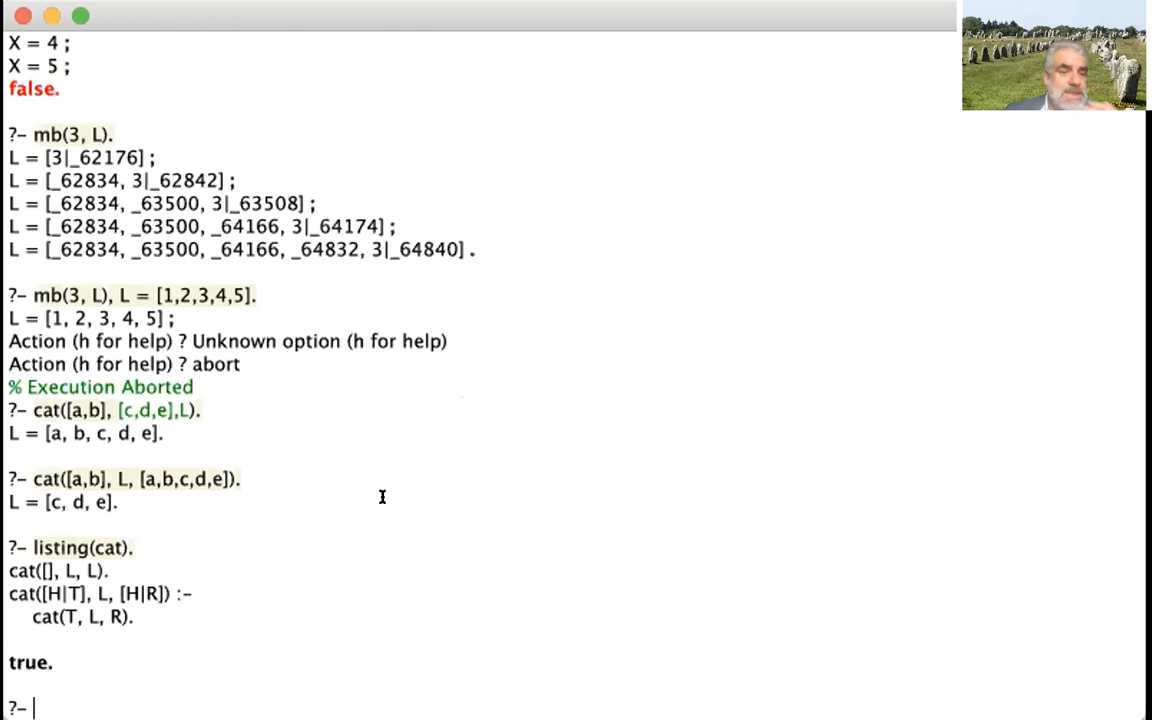 X = 4 ;
X = 5 ;
false.
?- mb(3, L).
L = [3|_62176] ;
L = [_62834, 3|_62842] ;
L = [_62834, _63500, 3|_63508] ;
L = [_62834, _63500, _64166, 3|_64174] ;
L = [_62834, _63500, _64166, _64832, 3|_64840] .
?- mb(3, L), L = [1,2,3,4,5].
L = [1, 2, 3, 4, 5] ;
Action (h for help) ? Unknown option (h for help)
Action (h for help) ? abort
% Execution Aborted
?- cat([a,b], [c,d,e],L).
L = [a, b, c, d, e].
?- cat([a,b], L, [a,b,c,d,e]).
L = [c, d, e].
?- listing(cat).
cat([], L, L).
cat([H|T], L, [H|R]) :-
cat(T, L, R).
true.
?-